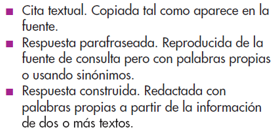 ■ Cita textual. Copiada tal como aparece en la
fuente.
■ Respuesta parafraseada. Reproducida de la
fuente de consulta pero con palabras propias
o usando sinónimos.
■ Respuesta construida. Redactada con
palabras propias a partir de la información
de dos o más textos.